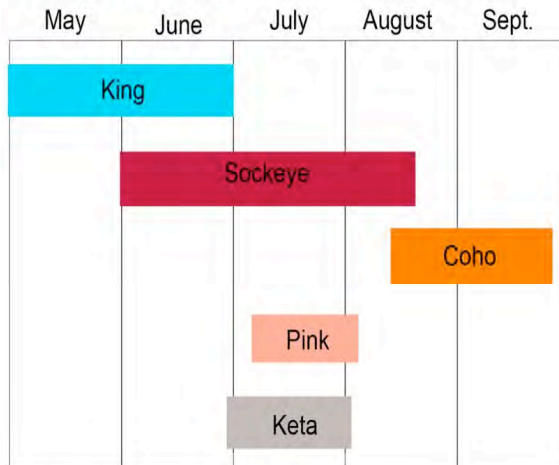 May June July August Sept.
King
Sockeye
Coho
Pink
Keta